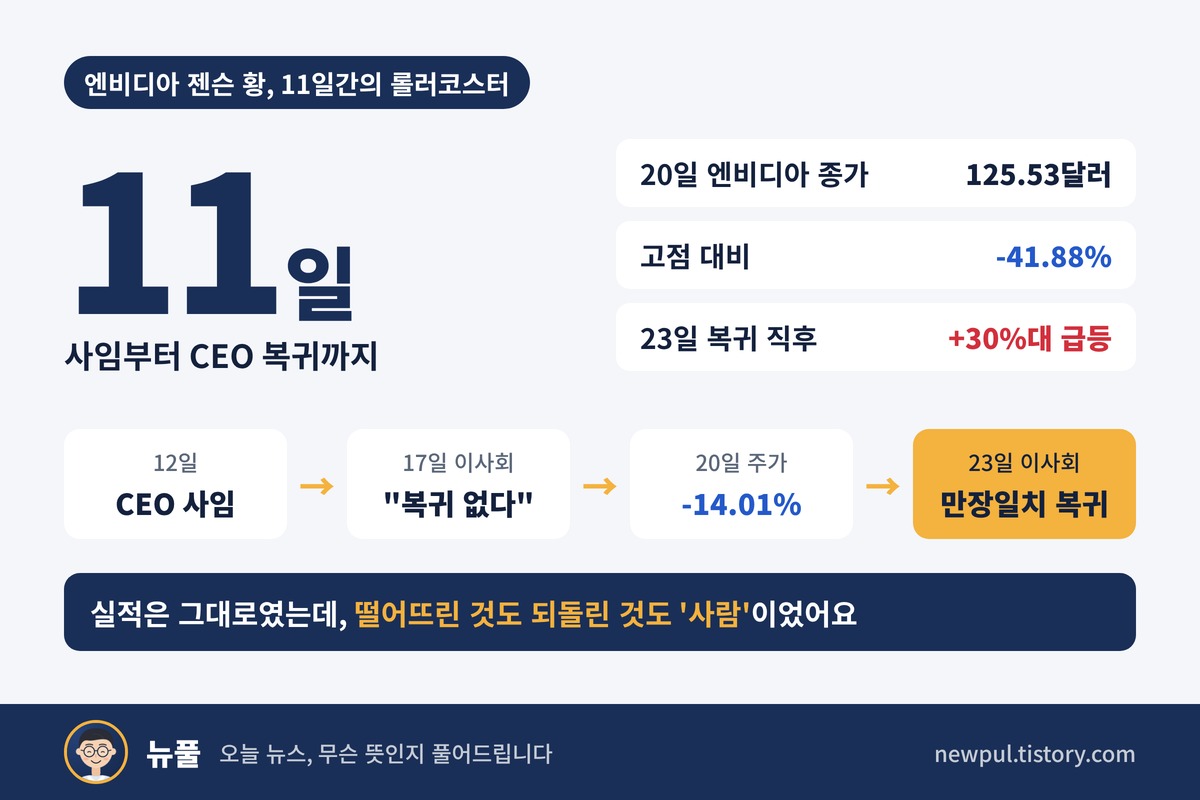 엔비디아 젠슨 황, 11일간의 롤러코스터
11일
사임부터 CEO 복귀까지
20일 엔비디아 종가 125.53달러
고점 대비 -41.88%
23일 복귀 직후 +30%대 급등
12일
CEO 사임
→
17일 이사회
"복귀 없다"
→
20일 주가
-14.01%
→
23일 이사회
만장일치 복귀
실적은 그대로였는데, 떨어뜨린 것도 되돌린 것도 '사람'이었어요
뉴풀 오늘 뉴스, 무슨 뜻인지 풀어드립니다
newpul.tistory.com